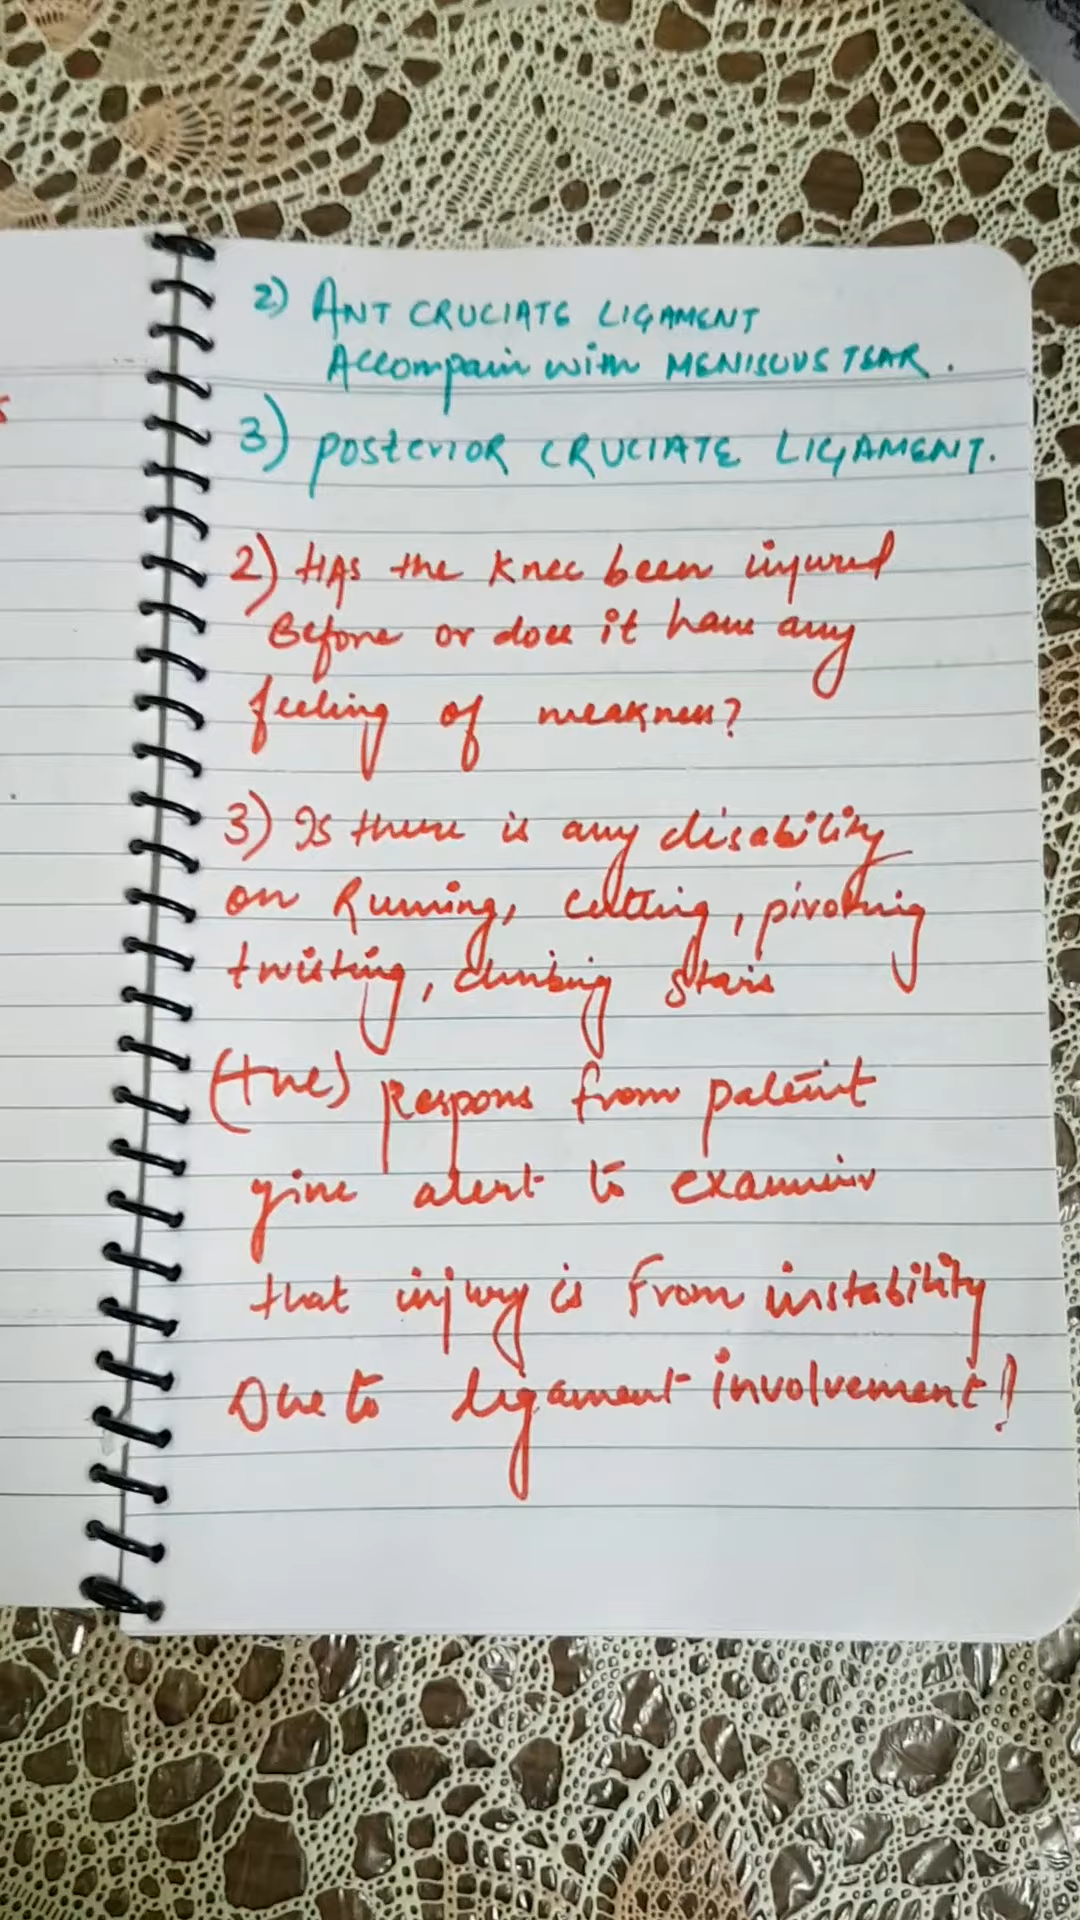 2) ANT CRUCIATE LIGAMENT
Accompain with MENISCUS TEAR.
3) Posterior CRUCIATE LIGAMENT.
2) HAs the knee been injured
Before or does it have any
feeling of weakness?
3) Is there is any disability
on Running, cutting, pivoting
twisting, climbing stairs
(+ve) Respons from patient
give alert to examiner
that injury is From instability
Due to ligament involvement!